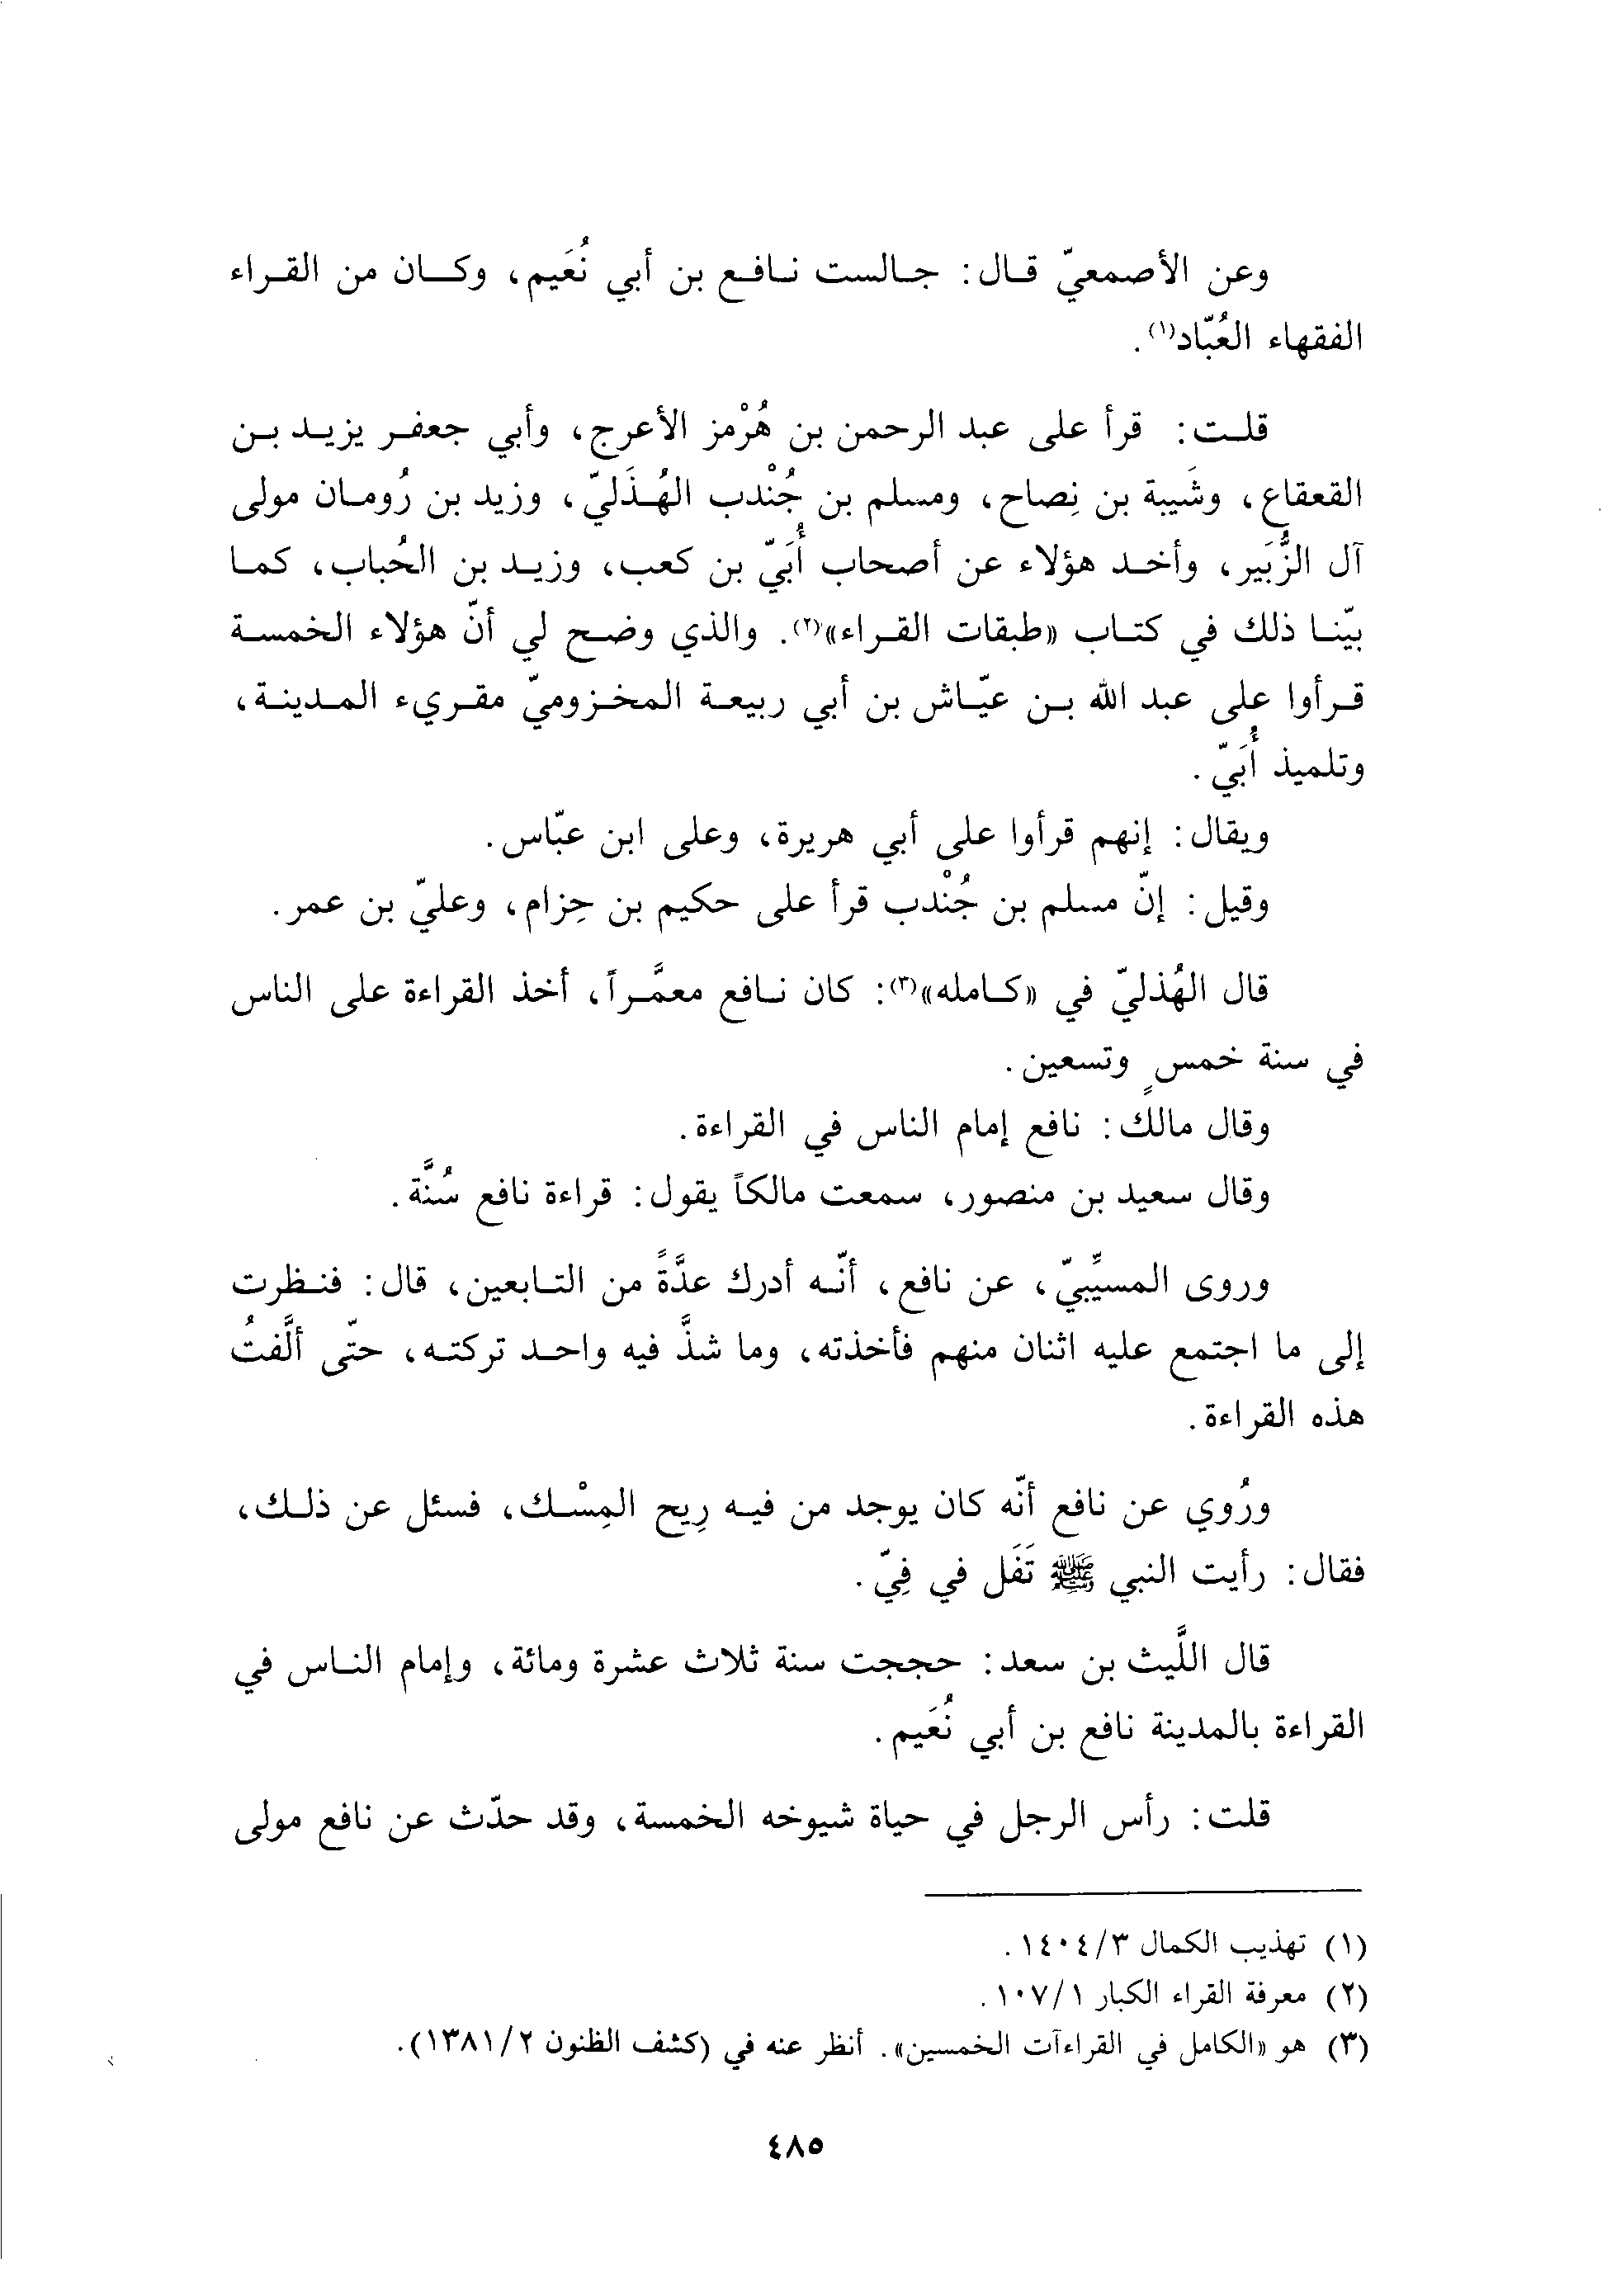 وعن الأصمعيّ قال: جالست نافع بن أبي نُعَيم، وكان من القراء
الفقهاء العُبّاد(١).
قلت: قرأ على عبد الرحمن بن هُرْمز الأعرج، وأبي جعفر يزيد بن
القعقاع، وشَيبة بن نِصاح، ومسلم بن جُنْدب الهُذَليّ، وزيد بن رُومان مولى
آل الزُّبَير، وأخد هؤلاء عن أصحاب أُبَيّ بن كعب، وزيد بن الحُباب، كما
بيّنا ذلك في كتاب «طبقات القراء»(٢). والذي وضح لي أنّ هؤلاء الخمسة
قرأوا على عبد الله بن عيّاش بن أبي ربيعة المخزوميّ مقريء المدينة،
وتلميذ أُبَيّ.
ويقال: إنهم قرأوا على أبي هريرة، وعلى ابن عبّاس.
وقيل: إنّ مسلم بن جُنْدب قرأ على حكيم بن حِزام، وعليّ بن عمر.
قال الهُذليّ في «كامله»(٣): كان نافع معمَّراً، أخذ القراءة على الناس
في سنة خمسٍ وتسعين.
وقال مالك: نافع إمام الناس في القراءة.
وقال سعيد بن منصور، سمعت مالكاً يقول: قراءة نافع سُنَّة.
وروى المسيِّبيّ، عن نافع، أنّه أدرك عدَّةً من التابعين، قال: فنظرت
إلى ما اجتمع عليه اثنان منهم فأخذته، وما شذَّ فيه واحد تركته، حتّى ألَّفتُ
هذه القراءة.
ورُوي عن نافع أنّه كان يوجد من فيه رِيح المِسْك، فسئل عن ذلك،
فقال: رأيت النبي ﷺ تَفَل في فِيّ.
قال اللَّيث بن سعد: حججت سنة ثلاث عشرة ومائة، وإمام الناس في
القراءة بالمدينة نافع بن أبي نُعَيم.
قلت: رأس الرجل في حياة شيوخه الخمسة، وقد حدّث عن نافع مولى
(١) تهذيب الكمال ٣/١٤٠٤.
(٢) معرفة القراء الكبار ١/١٠٧.
(٣) هو «الكامل في القراءآت الخمسين». أنظر عنه في (كشف الظنون ٢/١٣٨١).
٤٨٥